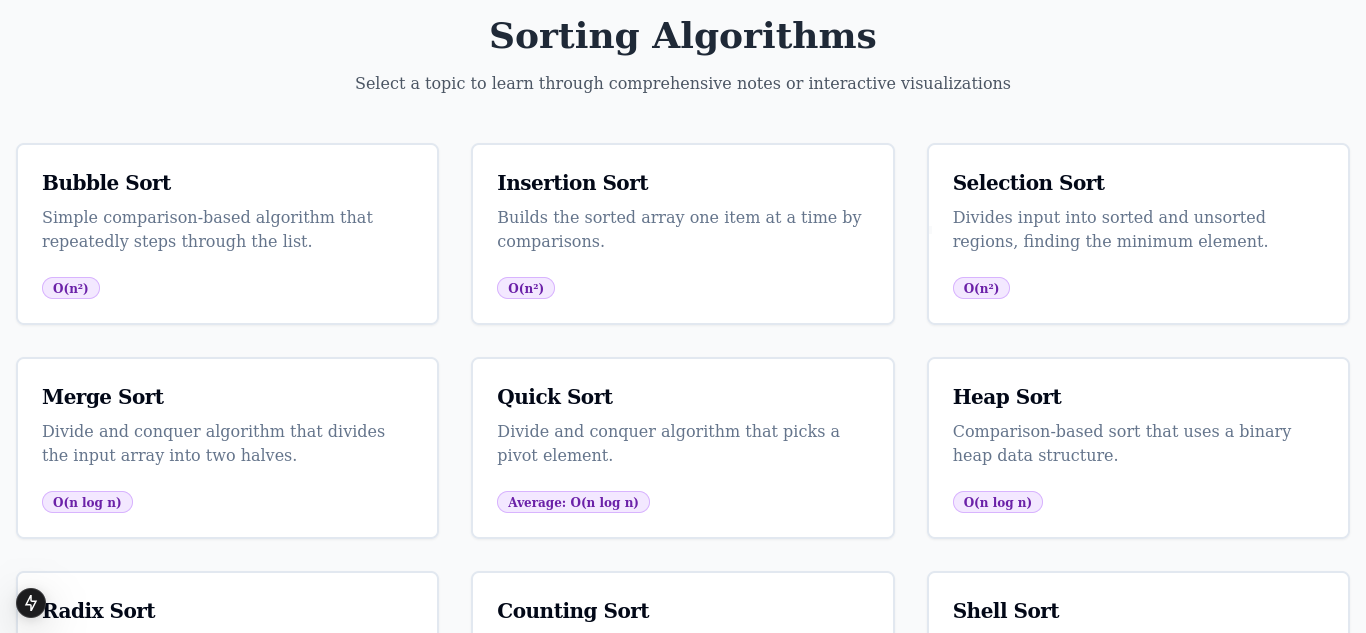 Sorting Algorithms
Select a topic to learn through comprehensive notes or interactive visualizations
Bubble Sort
Simple comparison-based algorithm that
repeatedly steps through the list.
O(n²)
Insertion Sort
Builds the sorted array one item at a time by
comparisons.
O(n²)
Selection Sort
Divides input into sorted and unsorted
regions, finding the minimum element.
O(n²)
Merge Sort
Divide and conquer algorithm that divides
the input array into two halves.
O(n log n)
Quick Sort
Divide and conquer algorithm that picks a
pivot element.
Average: O(n log n)
Heap Sort
Comparison-based sort that uses a binary
heap data structure.
O(n log n)
Radix Sort
Counting Sort
Shell Sort